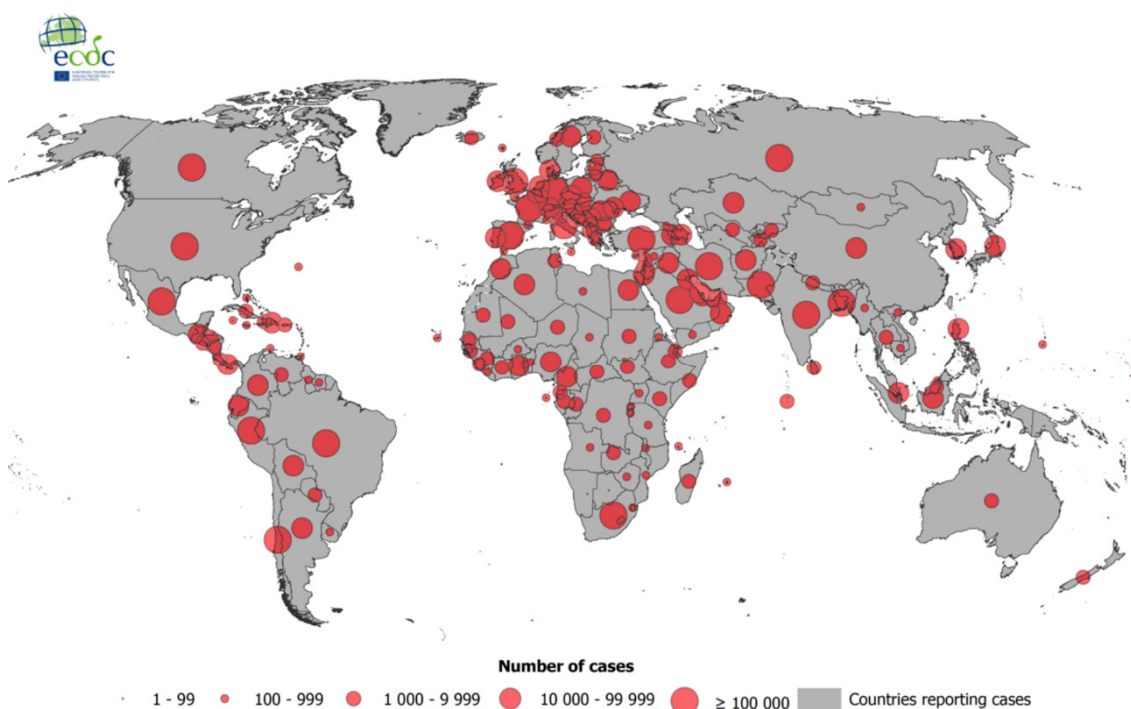 ecdc
Number of cases
1 - 99
100 - 999
1 000 - 9 999
10 000 - 99 999
≥ 100 000
Countries reporting cases